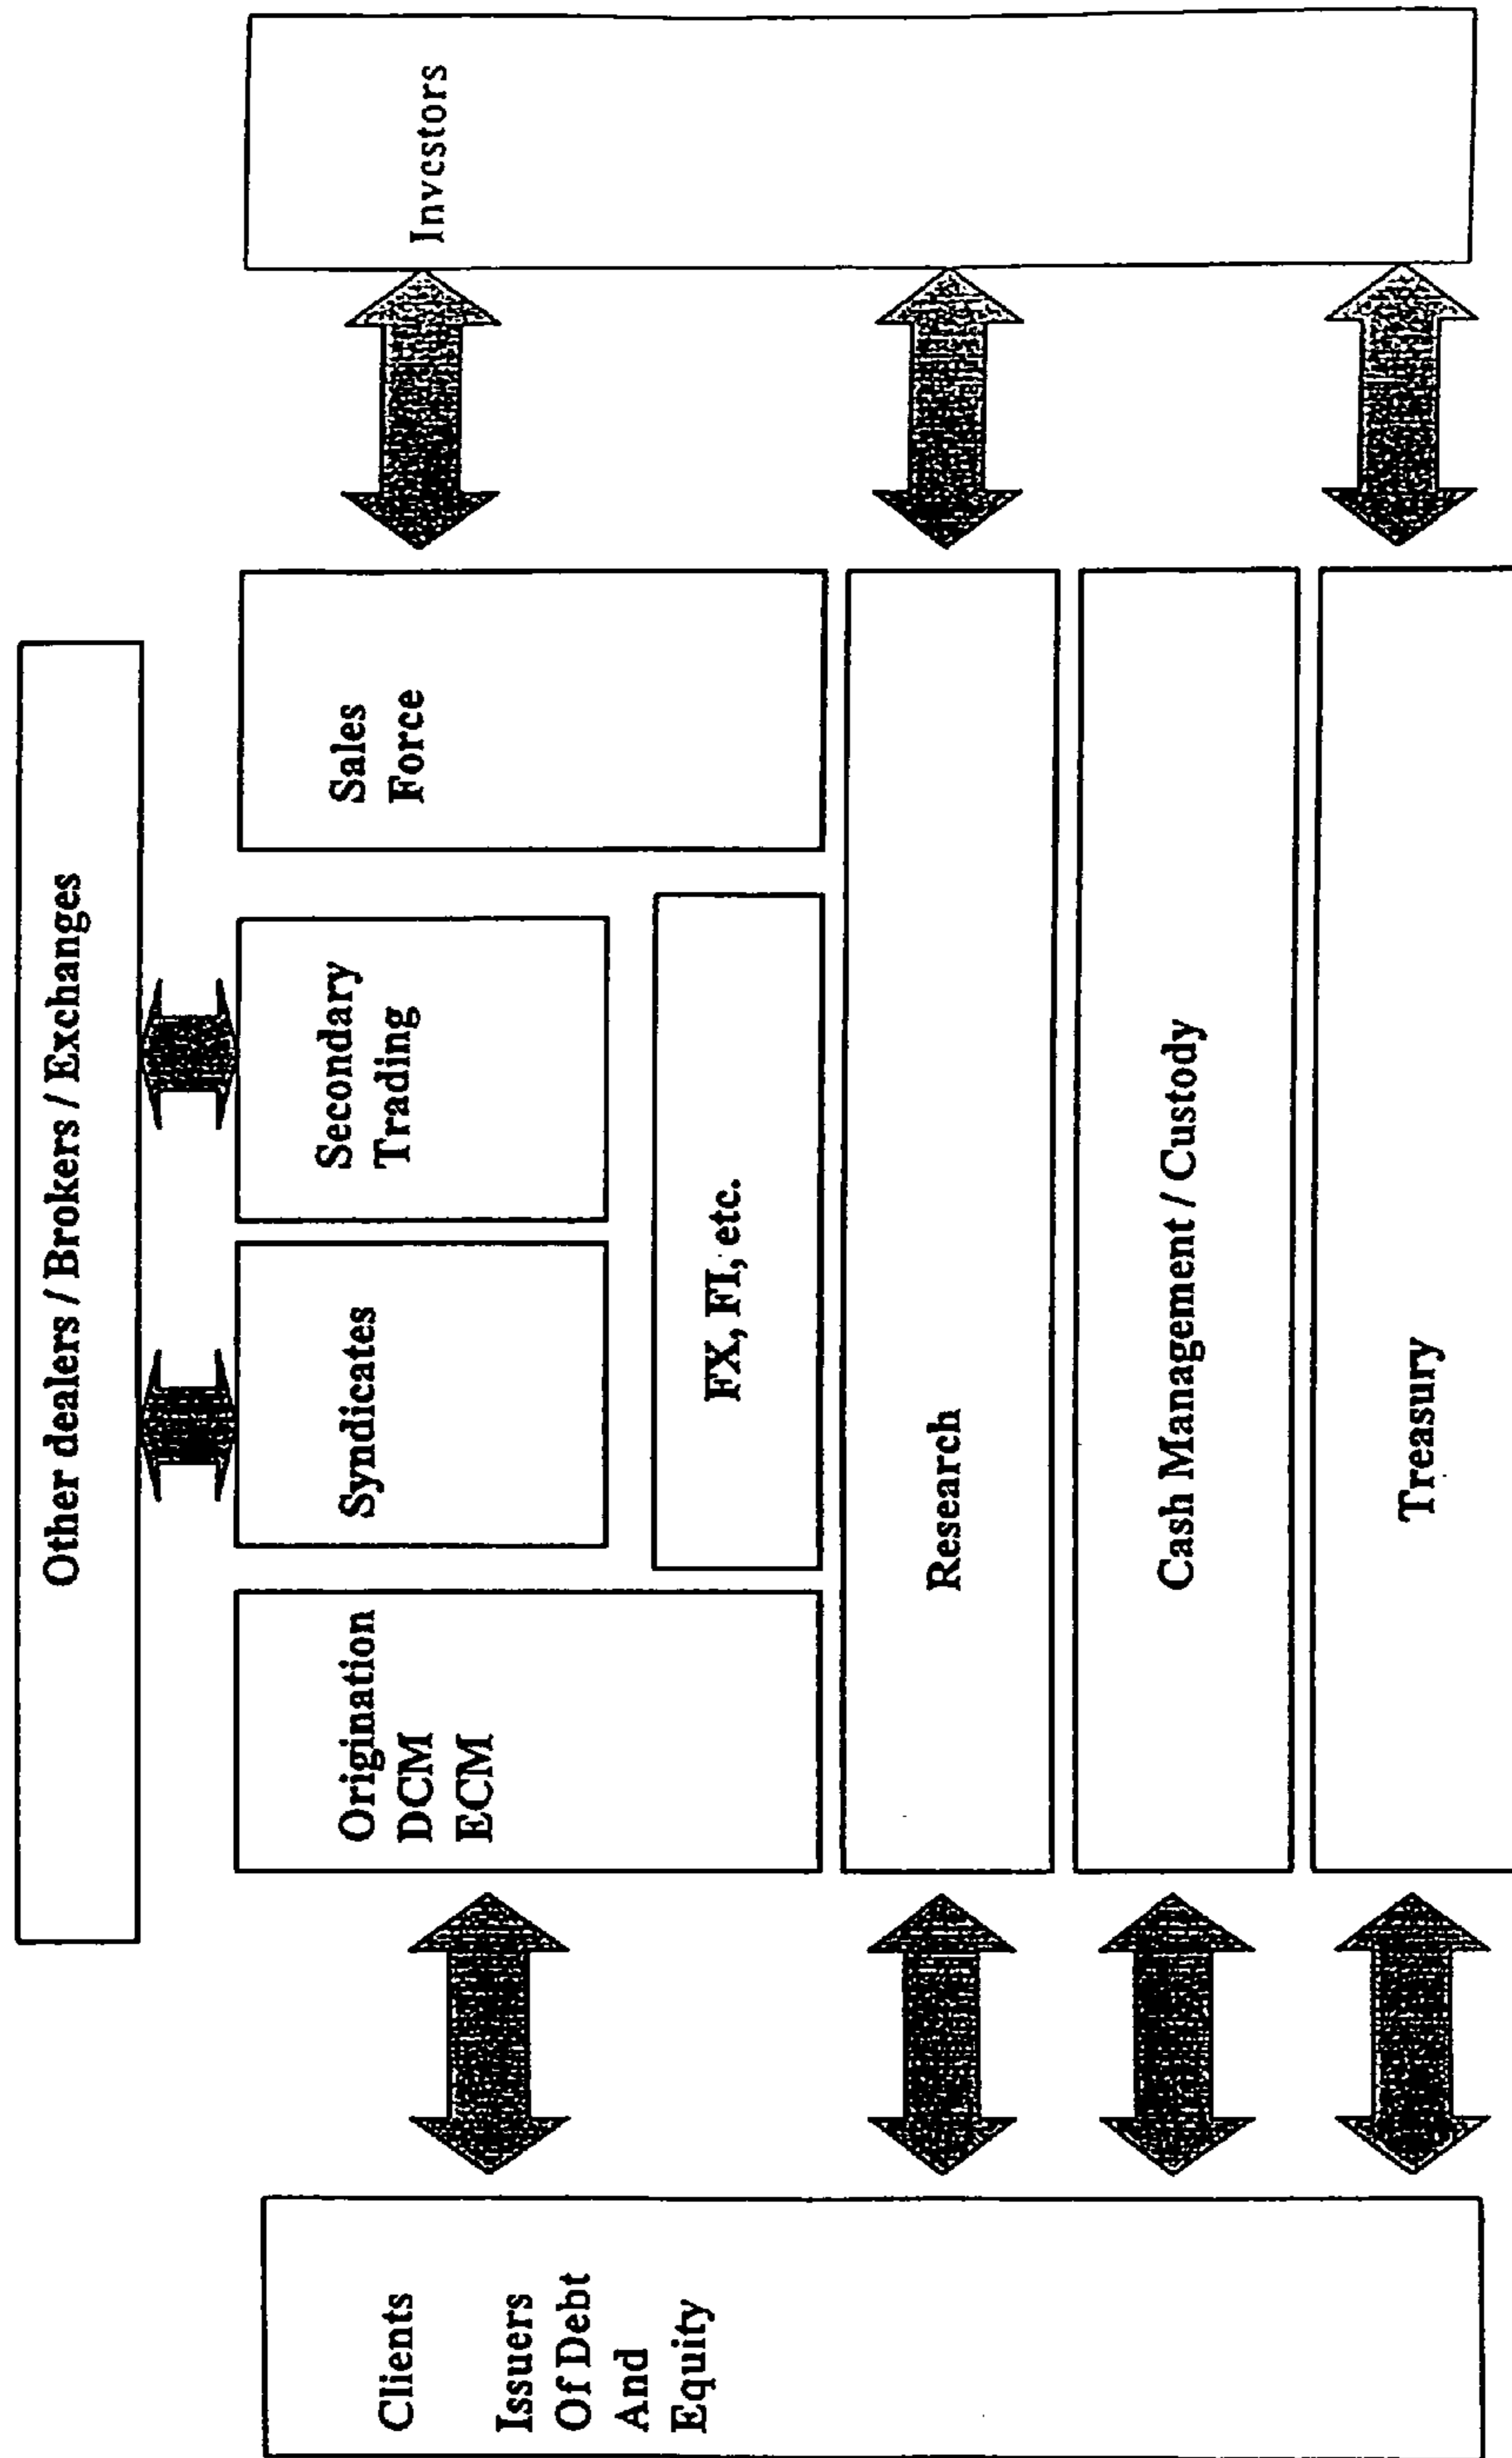 Other dealers / Brokers / Exchanges
Clients
Issuers
Of Debt
And
Equity
Origination
DCM
ECM
Syndicates
Secondary
Trading
Sales
Force
FX, FI, etc.
Research
Cash Management / Custody
Treasury
Investors